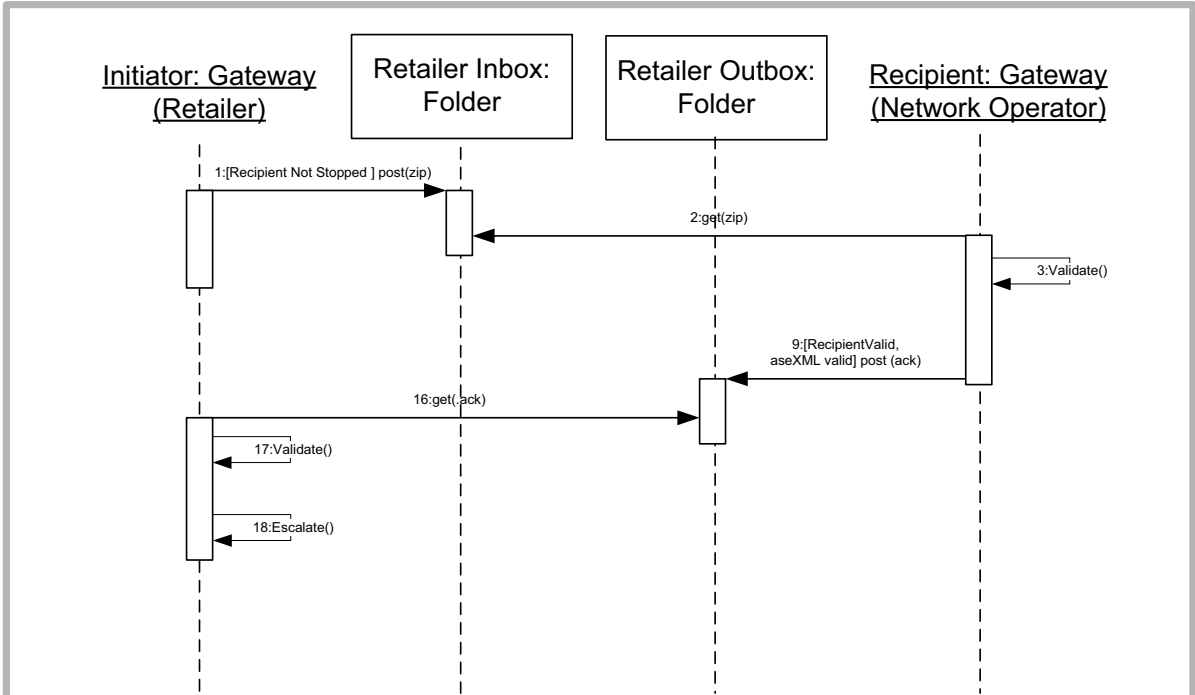 Initiator: Gateway
(Retailer)
Retailer Inbox:
Folder
Retailer Outbox:
Folder
Recipient: Gateway
(Network Operator)
1:[Recipient Not Stopped ] post(zip)
2:get(zip)
3:Validate()
9:[RecipientValid,
aseXML valid] post (ack)
16:get(.ack)
17:Validate()
18:Escalate()